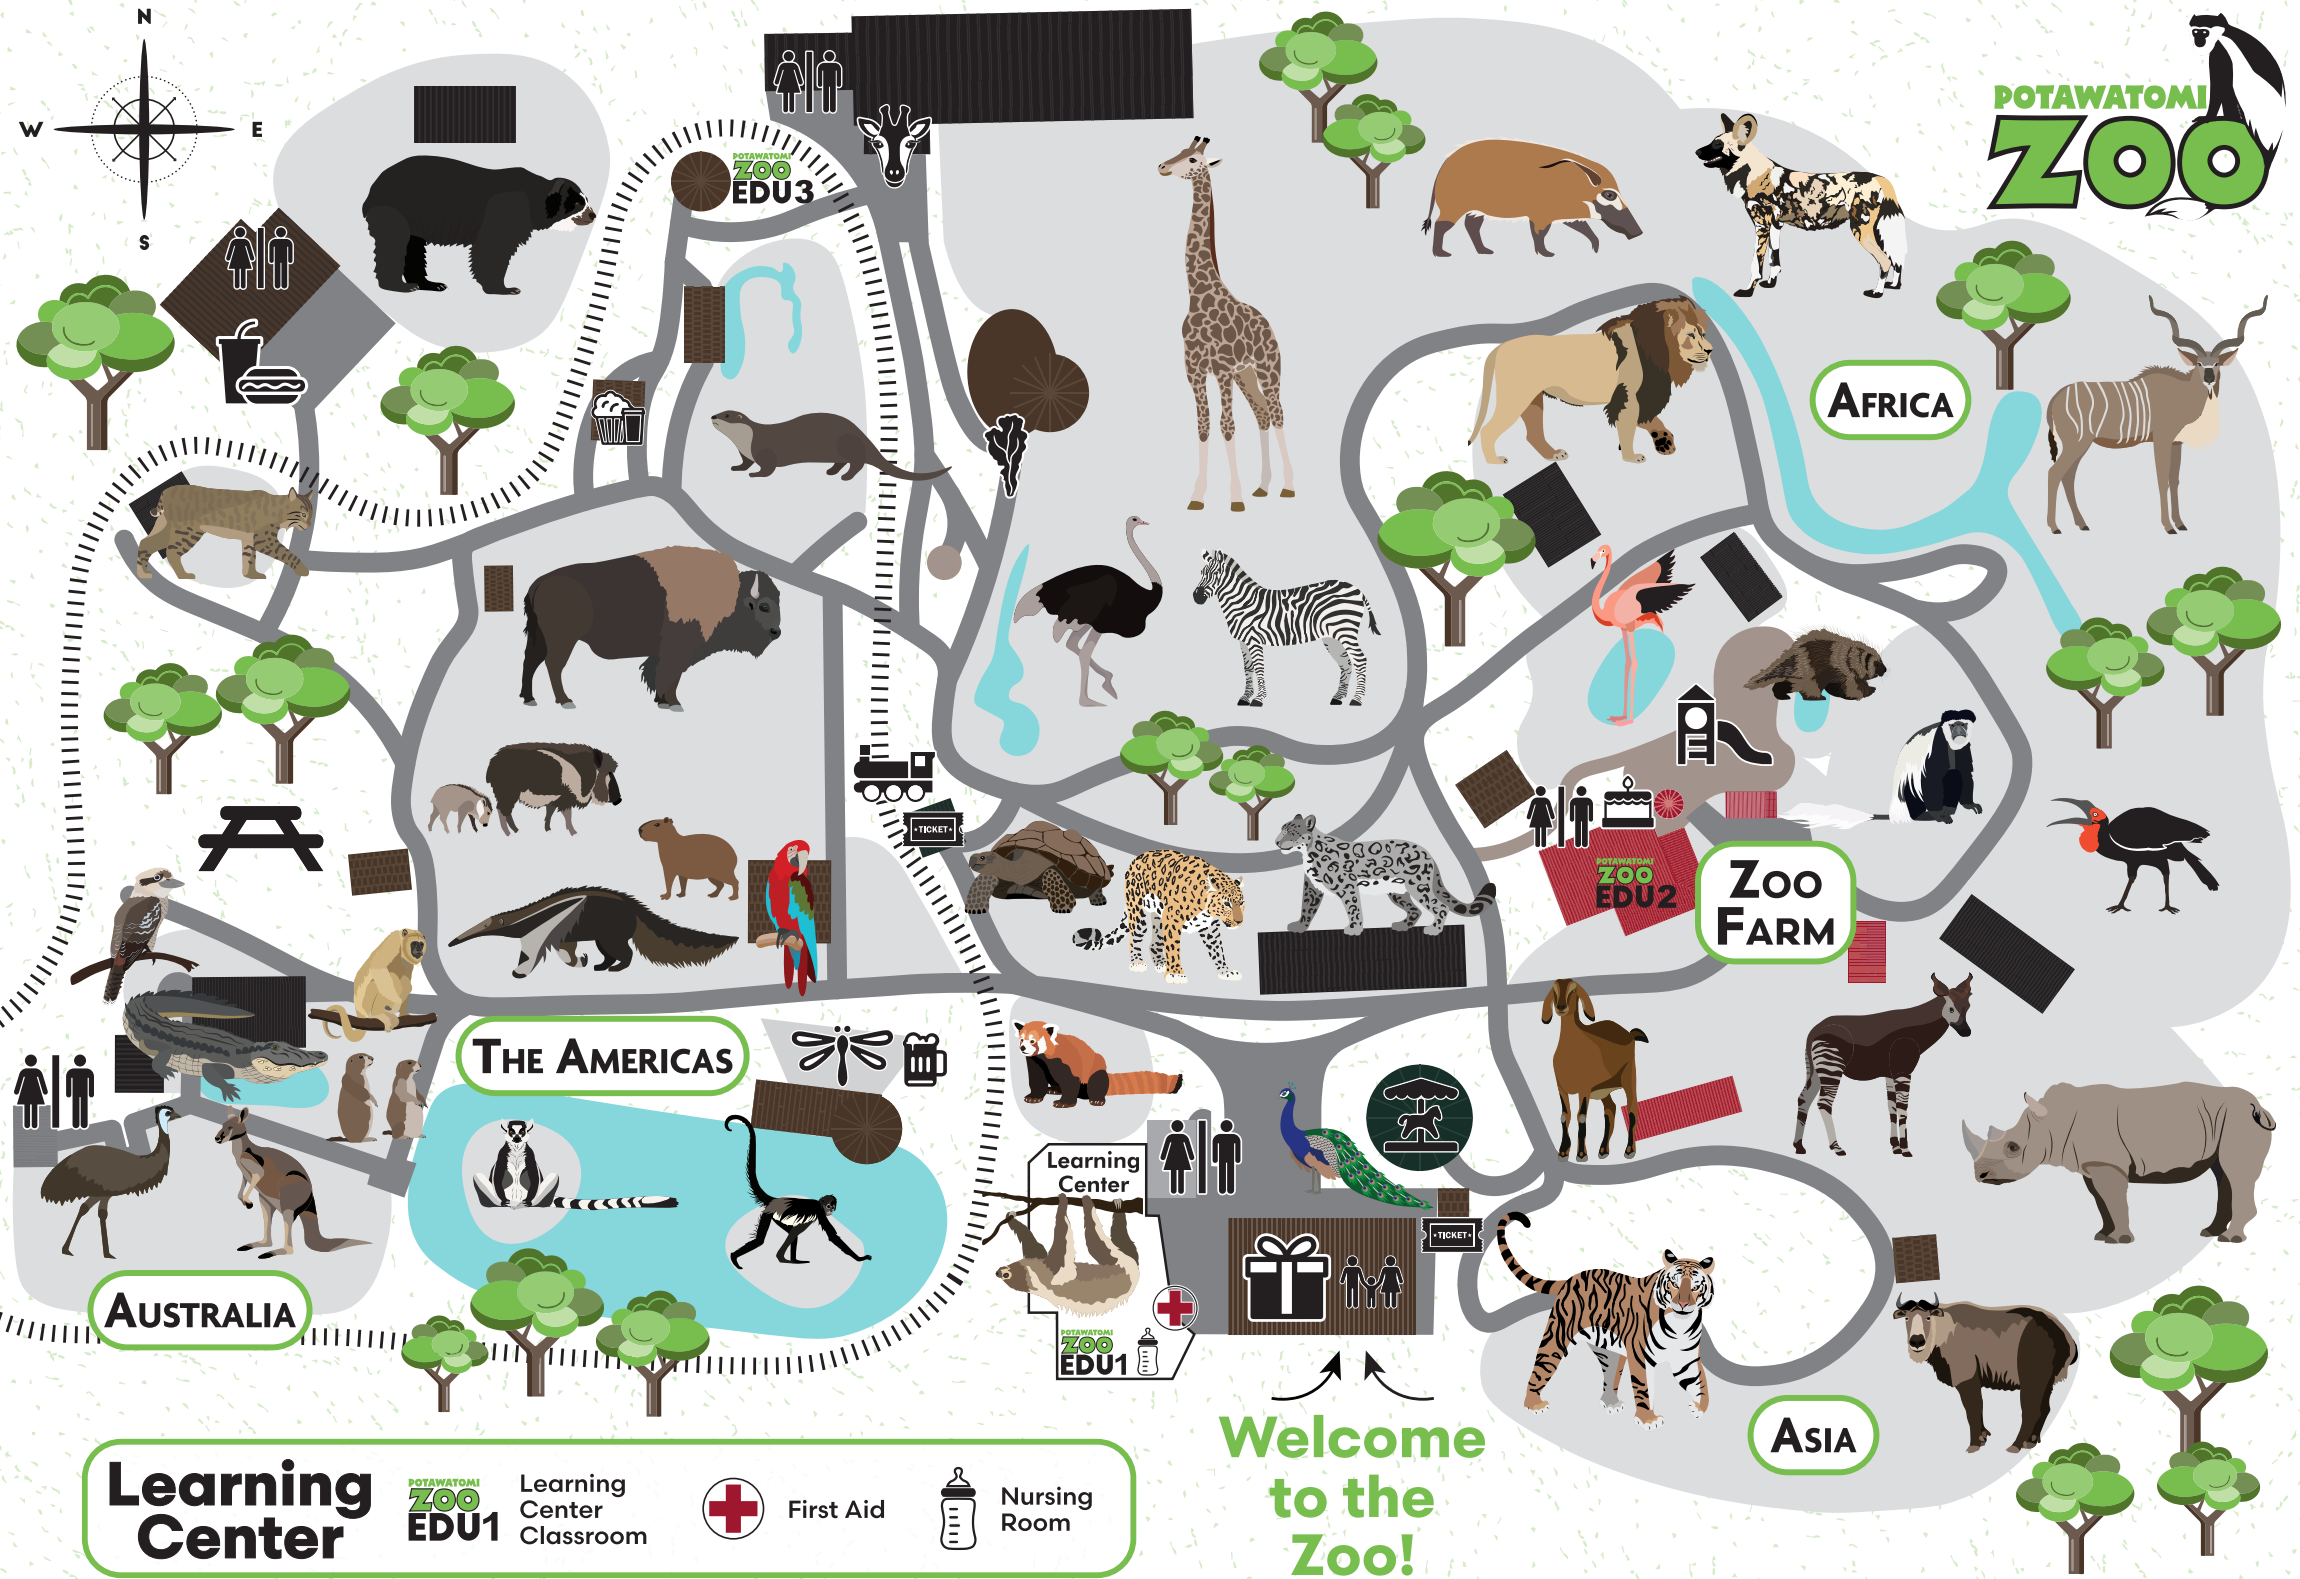 N
W E
S
POTAWATOMI
ZOO
POTAWATOMI
ZOO
EDU3
AFRICA
TICKET
POTAWATOMI
ZOO
EDU2
ZOO
FARM
THE AMERICAS
Learning
Center
TICKET
AUSTRALIA
POTAWATOMI
ZOO
EDU1
ASIA
Welcome
to the
Zoo!
Learning
Center
POTAWATOMI
ZOO
EDU1
Learning
Center
Classroom
First Aid
Nursing
Room